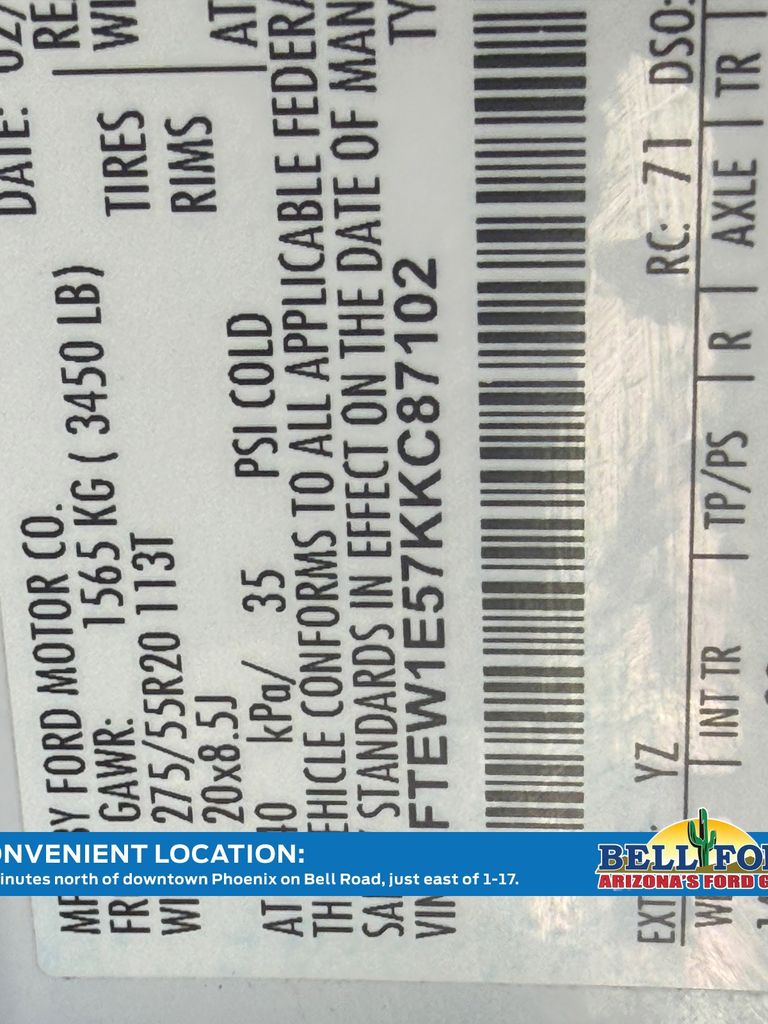 DATE: 02/
MF BY FORD MOTOR CO.
FR GAWR: 1565 KG ( 3450 LB)
WI 275/55R20 113T TIRES
20x8.5J RIMS
AT 40 kPa/ 35 PSI COLD
RE
WI
AT
TH EHICLE CONFORMS TO ALL APPLICABLE FEDERA
SA Y STANDARDS IN EFFECT ON THE DATE OF MAN
VIN FTEW1E57KKC87102 TY
EXT : YZ RC: 71 DSO:
INT TR TP/PS R AXLE TR
ONVENIENT LOCATION:
inutes north of downtown Phoenix on Bell Road, just east of 1-17.
BELL FO
ARIZONA'S FORD G